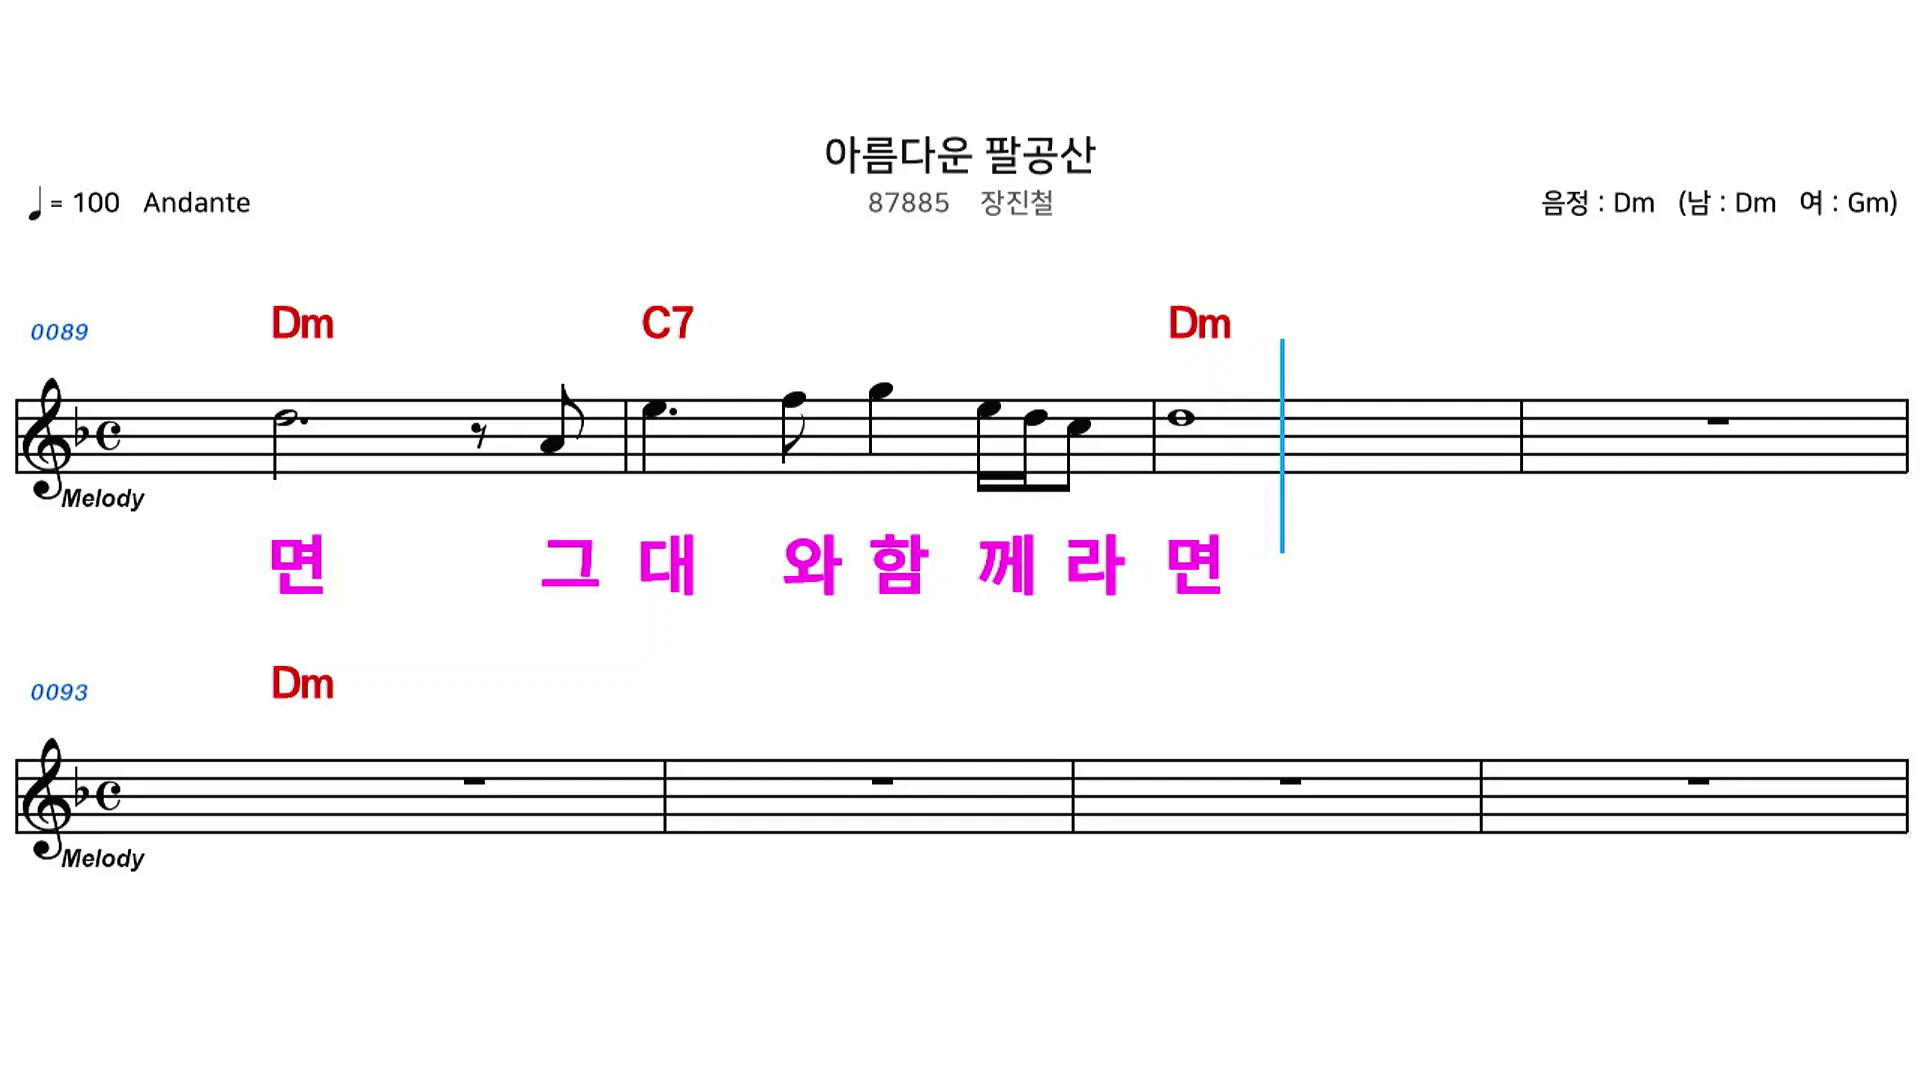 아름다운 팔공산
♩= 100 Andante
87885 장진철
음정 : Dm (남 : Dm 여 : Gm)
0089 Dm C7 Dm
Melody
면 그 대 와 함 께 라 면
0093 Dm
Melody